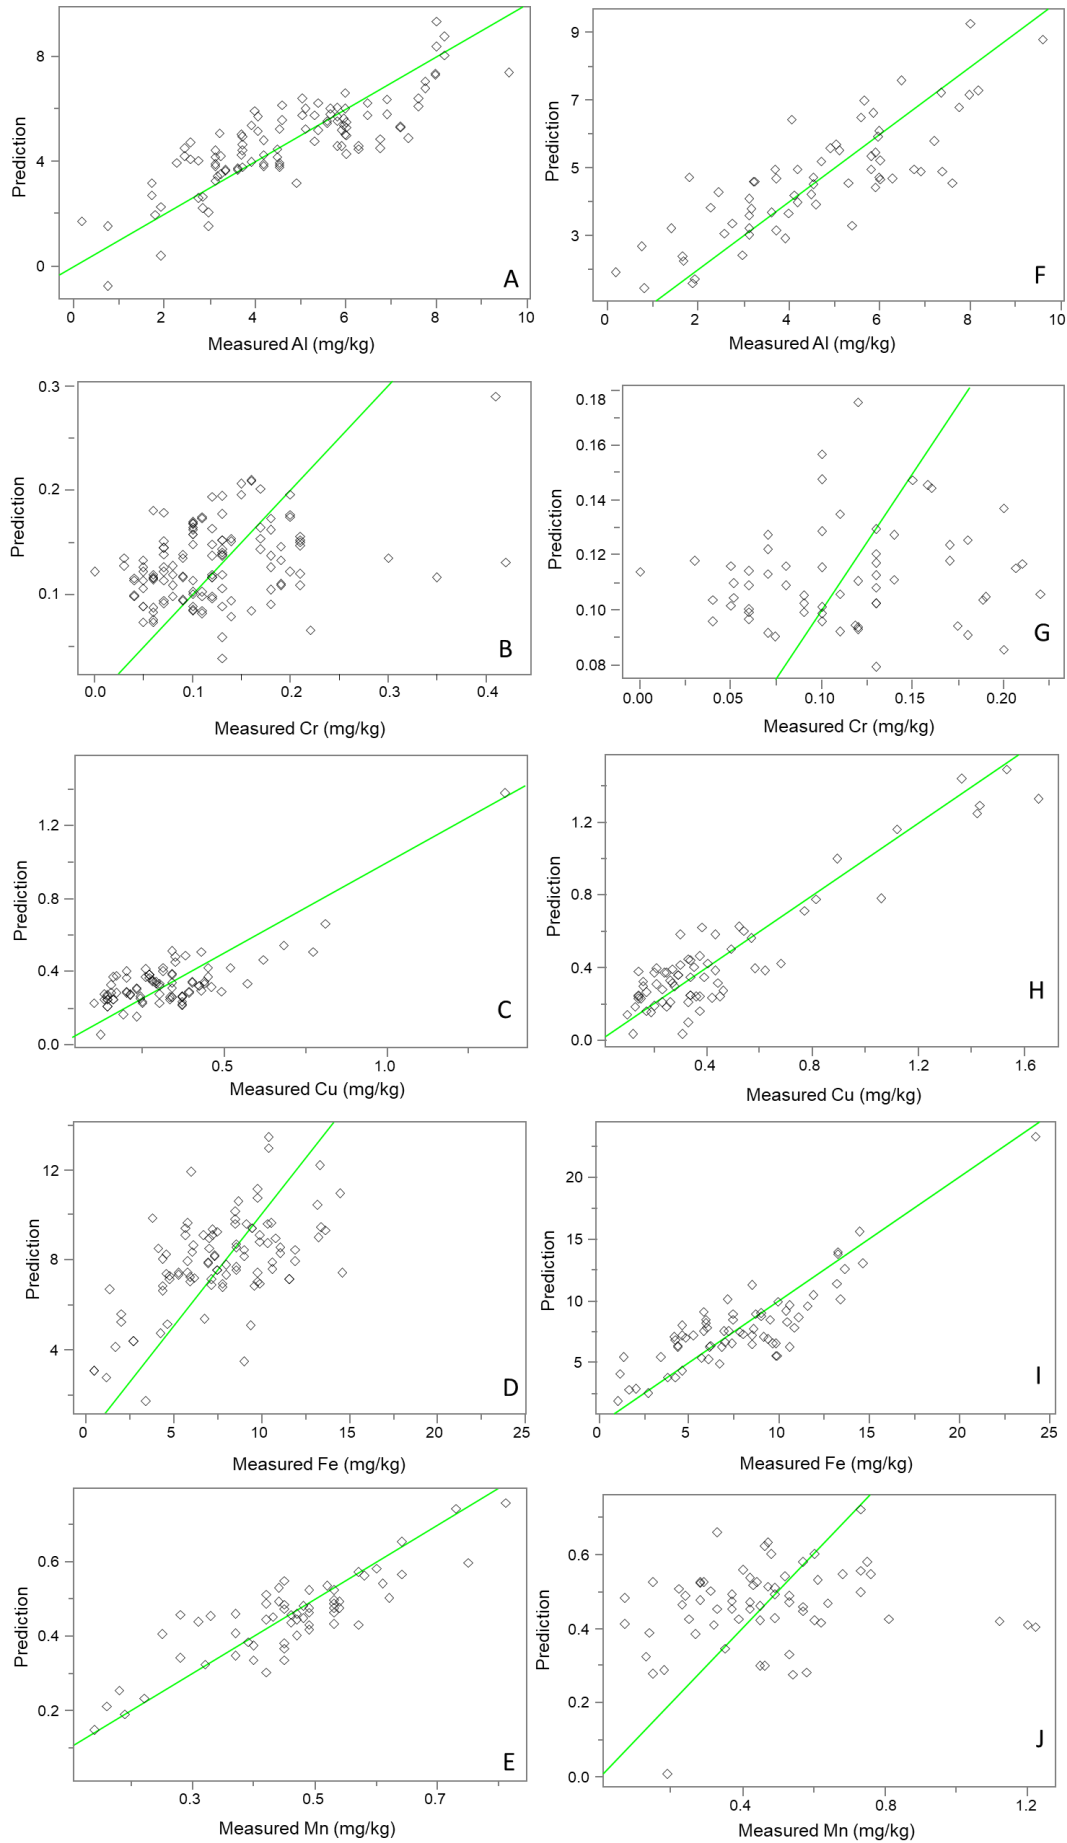 Prediction
8
4
0
A
0 2 4 6 8 10
Measured Al (mg/kg)
Prediction
9
7
5
3
F
0 2 4 6 8 10
Measured Al (mg/kg)
Prediction
0.3
0.2
0.1
B
0.0 0.1 0.2 0.3 0.4
Measured Cr (mg/kg)
Prediction
0.18
0.16
0.14
0.12
0.10
0.08
G
0.00 0.05 0.10 0.15 0.20
Measured Cr (mg/kg)
Prediction
1.2
0.8
0.4
0.0
C
0.5 1.0
Measured Cu (mg/kg)
Prediction
1.2
0.8
0.4
0.0
H
0.4 0.8 1.2 1.6
Measured Cu (mg/kg)
Prediction
12
8
4
D
0 5 10 15 20 25
Measured Fe (mg/kg)
Prediction
20
15
10
5
I
0 5 10 15 20 25
Measured Fe (mg/kg)
Prediction
0.6
0.4
0.2
E
0.3 0.5 0.7
Measured Mn (mg/kg)
Prediction
0.6
0.4
0.2
0.0
J
0.4 0.8 1.2
Measured Mn (mg/kg)